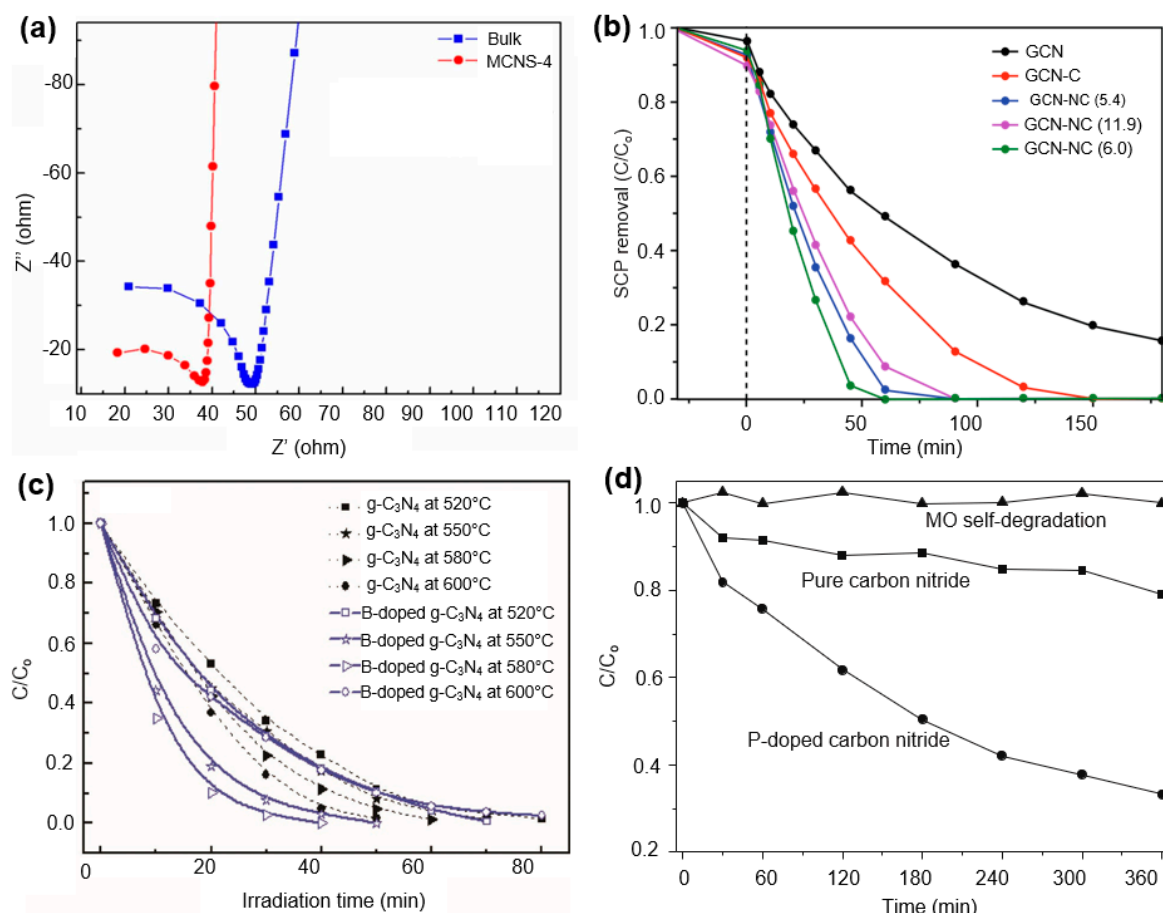 (a)
Bulk
MCNS-4
-80
-60
-40
-20
Z'' (ohm)
10 20 30 40 50 60 70 80 90 100 110 120
Z' (ohm)
(b)
GCN
GCN-C
GCN-NC (5.4)
GCN-NC (11.9)
GCN-NC (6.0)
1.0
0.8
0.6
0.4
0.2
0.0
SCP removal (C/C₀)
0 50 100 150
Time (min)
(c)
g-C₃N₄ at 520°C
g-C₃N₄ at 550°C
g-C₃N₄ at 580°C
g-C₃N₄ at 600°C
B-doped g-C₃N₄ at 520°C
B-doped g-C₃N₄ at 550°C
B-doped g-C₃N₄ at 580°C
B-doped g-C₃N₄ at 600°C
1.0
0.8
0.6
0.4
0.2
0.0
C/C₀
0 20 40 60 80
Irradiation time (min)
(d)
MO self-degradation
Pure carbon nitride
P-doped carbon nitride
1.0
0.8
0.6
0.4
0.2
C/C₀
0 60 120 180 240 300 360
Time (min)